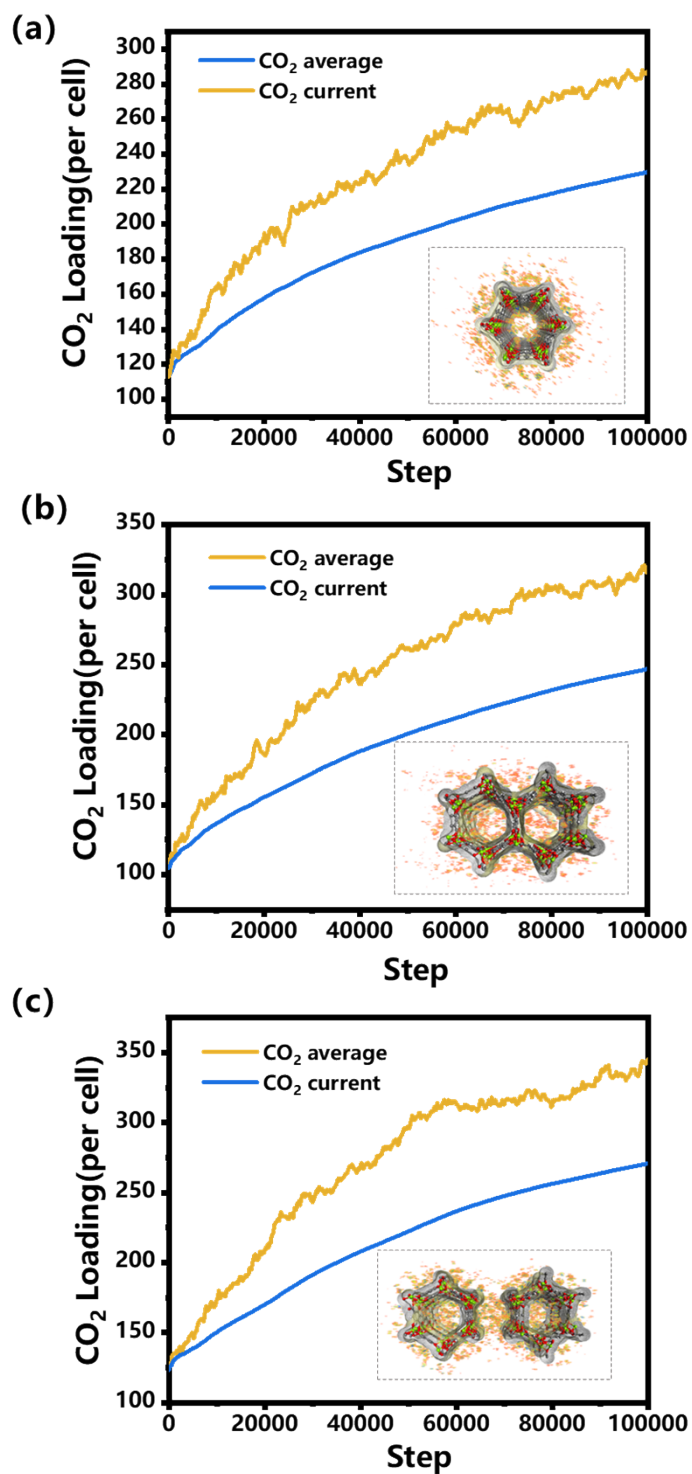 (a)
CO₂ Loading(per cell)
300
280
260
240
220
200
180
160
140
120
100
CO₂ average
CO₂ current
0 20000 40000 60000 80000 100000
Step
(b)
CO₂ Loading(per cell)
350
300
250
200
150
100
CO₂ average
CO₂ current
0 20000 40000 60000 80000 100000
Step
(c)
CO₂ Loading(per cell)
350
300
250
200
150
100
CO₂ average
CO₂ current
0 20000 40000 60000 80000 100000
Step